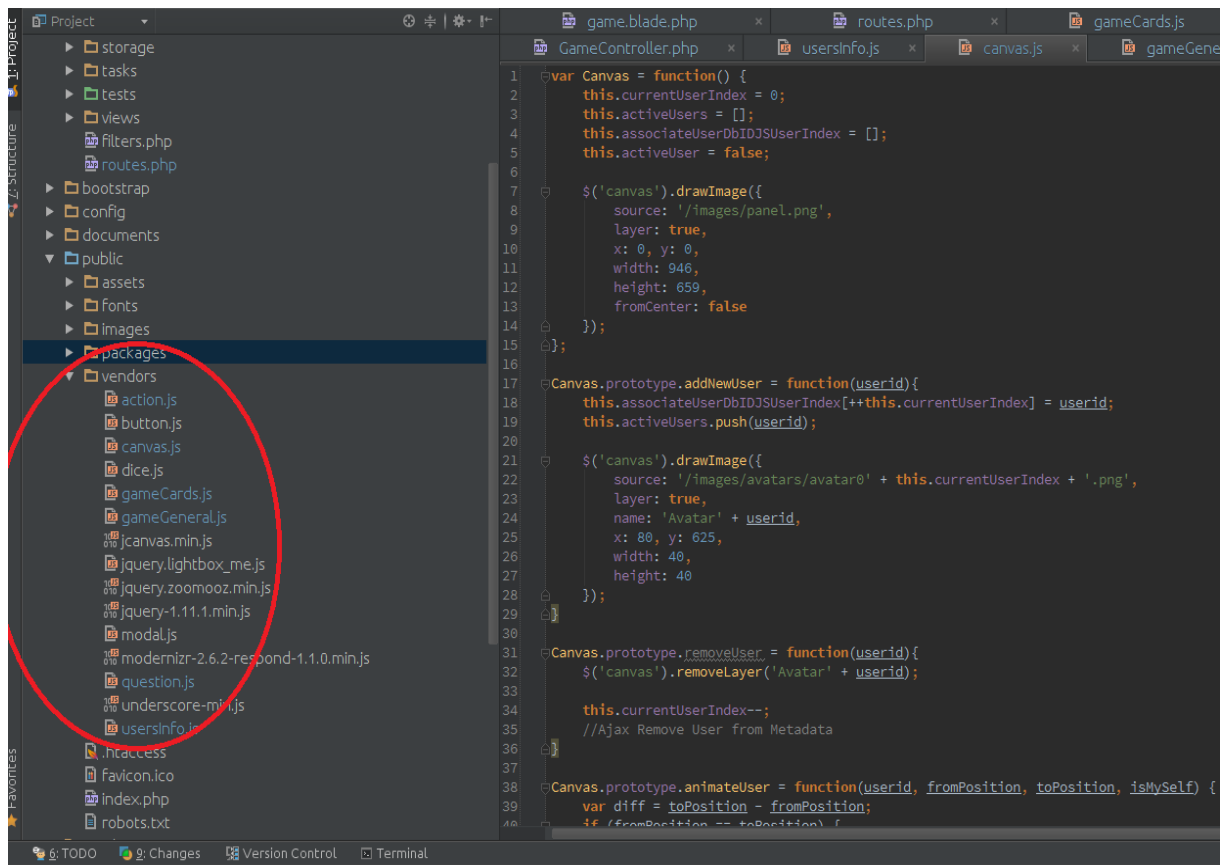 Project
storage
tasks
tests
views
filters.php
routes.php
bootstrap
config
documents
public
assets
fonts
images
packages
vendors
action.js
button.js
canvas.js
dice.js
gameCards.js
gameGeneral.js
jcanvas.min.js
jquery.lightbox_me.js
jquery.zoomooz.min.js
jquery-1.11.1.min.js
modal.js
modernizr-2.6.2-respond-1.1.0.min.js
question.js
underscore-min.js
usersInfo.js
.htaccess
favicon.ico
index.php
robots.txt
1: Project
7: Structure
Favorites
game.blade.php × routes.php × gameCards.js
GameController.php × usersInfo.js × canvas.js × gameGene
1 var Canvas = function() {
2 this.currentUserIndex = 0;
3 this.activeUsers = [];
4 this.associateUserDbIDJSUserIndex = [];
5 this.activeUser = false;
6
7 $('canvas').drawImage({
8 source: '/images/panel.png',
9 layer: true,
10 x: 0, y: 0,
11 width: 946,
12 height: 659,
13 fromCenter: false
14 });
15 };
16
17 Canvas.prototype.addNewUser = function(userid){
18 this.associateUserDbIDJSUserIndex[++this.currentUserIndex] = userid;
19 this.activeUsers.push(userid);
20
21 $('canvas').drawImage({
22 source: '/images/avatars/avatar0' + this.currentUserIndex + '.png',
23 layer: true,
24 name: 'Avatar' + userid,
25 x: 80, y: 625,
26 width: 40,
27 height: 40
28 });
29 }
30
31 Canvas.prototype.removeUser = function(userid){
32 $('canvas').removeLayer('Avatar' + userid);
33
34 this.currentUserIndex--;
35 //Ajax Remove User from Metadata
36 }
37
38 Canvas.prototype.animateUser = function(userid, fromPosition, toPosition, isMySelf) {
39 var diff = toPosition - fromPosition;
40 if (fromPosition == toPosition) {
6: TODO 9: Changes Version Control Terminal